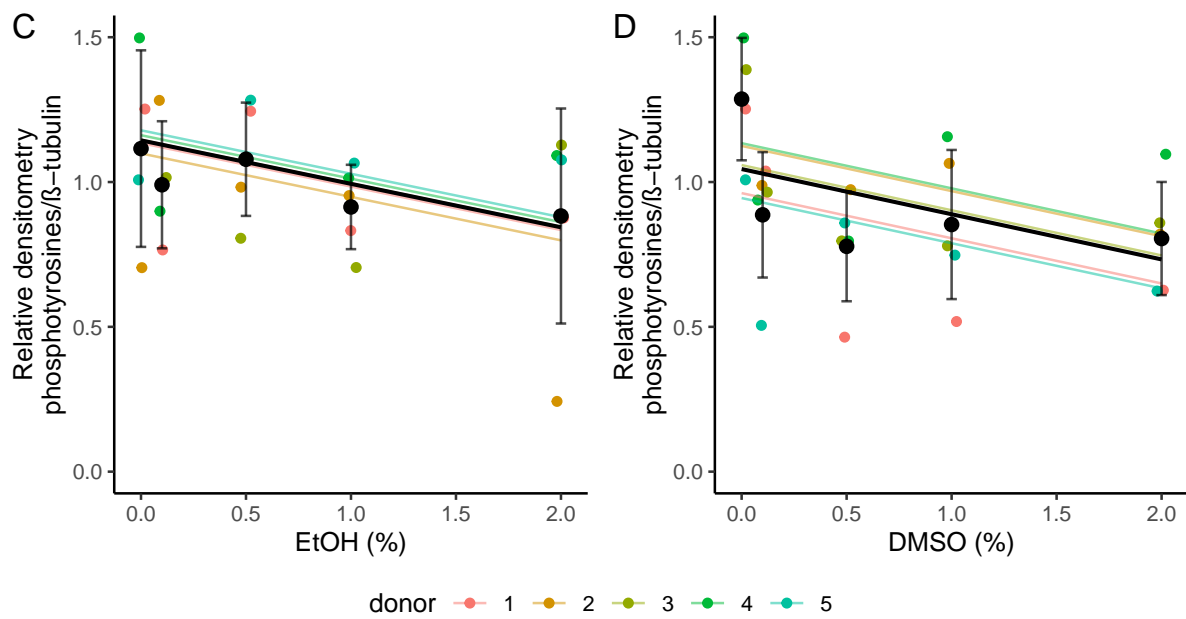 C
Relative densitometry
phosphotyrosines/ß−tubulin
1.5
1.0
0.5
0.0
0.0 0.5 1.0 1.5 2.0
EtOH (%)
D
Relative densitometry
phosphotyrosines/ß−tubulin
1.5
1.0
0.5
0.0
0.0 0.5 1.0 1.5 2.0
DMSO (%)
donor 1 2 3 4 5